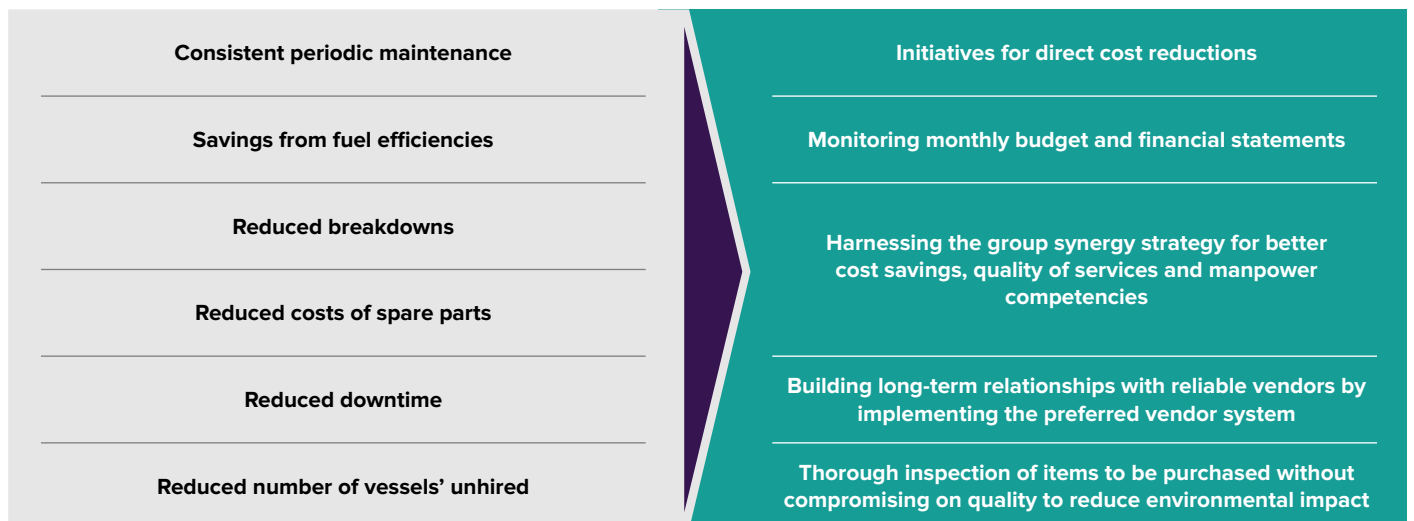 Consistent periodic maintenance
Savings from fuel efficiencies
Reduced breakdowns
Reduced costs of spare parts
Reduced downtime
Reduced number of vessels’ unhired
Initiatives for direct cost reductions
Monitoring monthly budget and financial statements
Harnessing the group synergy strategy for better
cost savings, quality of services and manpower
competencies
Building long-term relationships with reliable vendors by
implementing the preferred vendor system
Thorough inspection of items to be purchased without
compromising on quality to reduce environmental impact